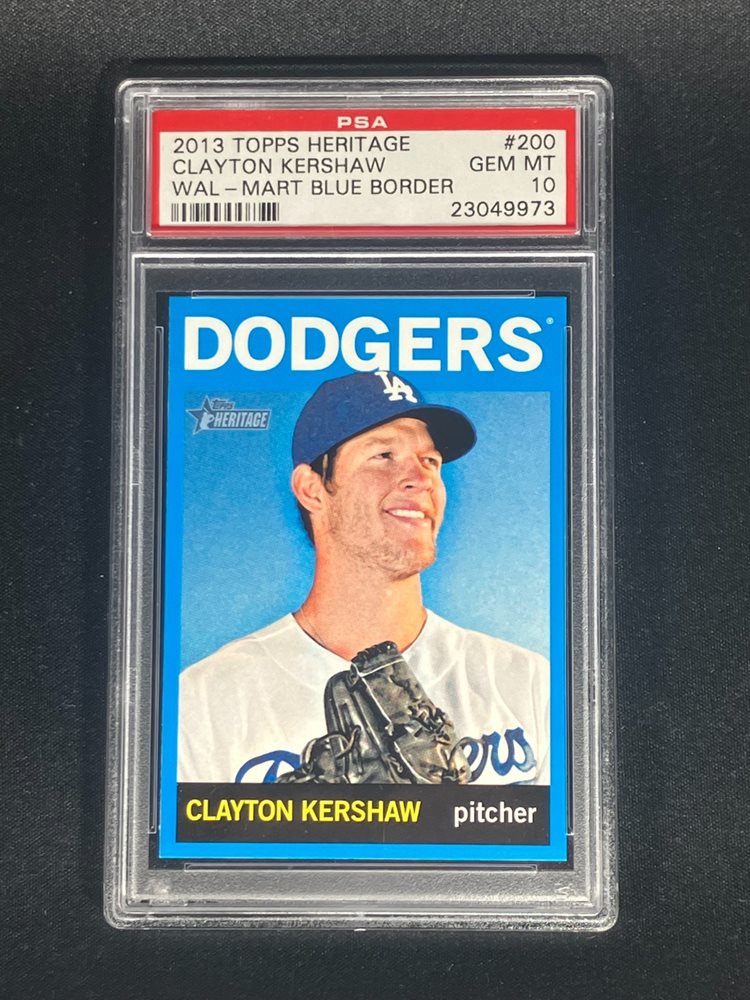 PSA
2013 TOPPS HERITAGE #200
CLAYTON KERSHAW GEM MT
WAL-MART BLUE BORDER 10
23049973
DODGERS
LA
TOPPS
HERITAGE
ers
CLAYTON KERSHAW pitcher